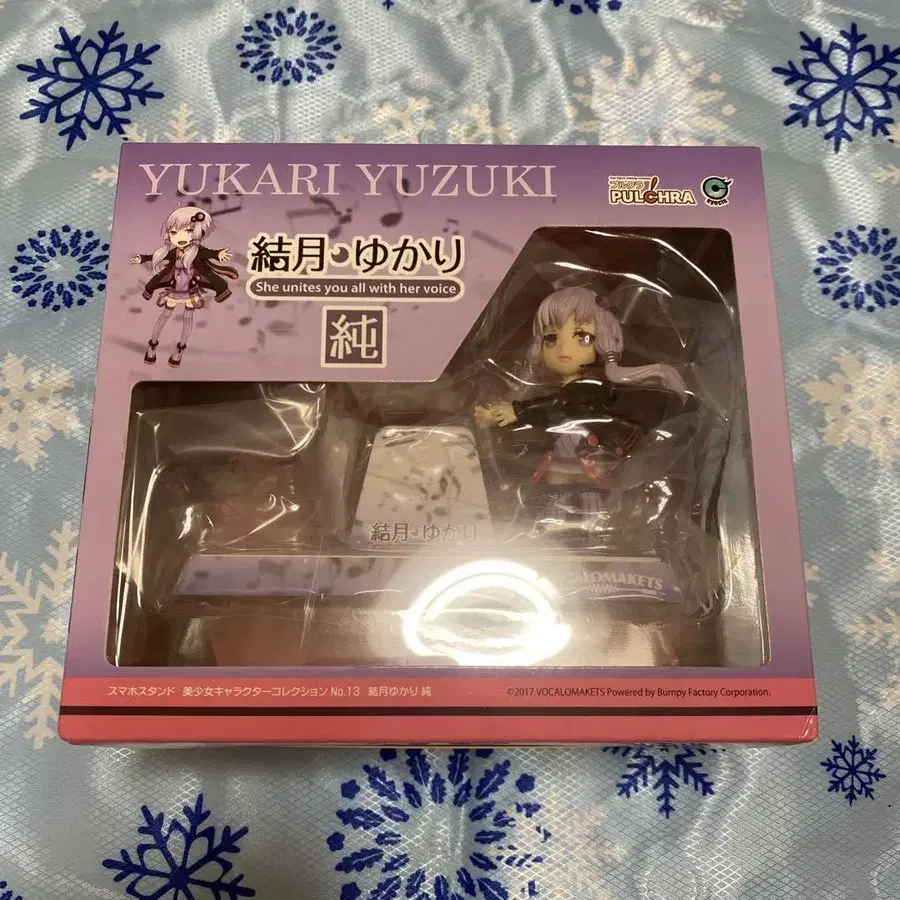 YUKARI YUZUKI
プルクラ!
PULCHRA
eyecle
結月ゆかり
She unites you all with her voice
純
結月ゆかり
VOCALOMAKETS
スマホスタンド 美少女キャラクターコレクション No.13 結月ゆかり 純
©2017 VOCALOMAKETS Powered by Bumpy Factory Corporation.